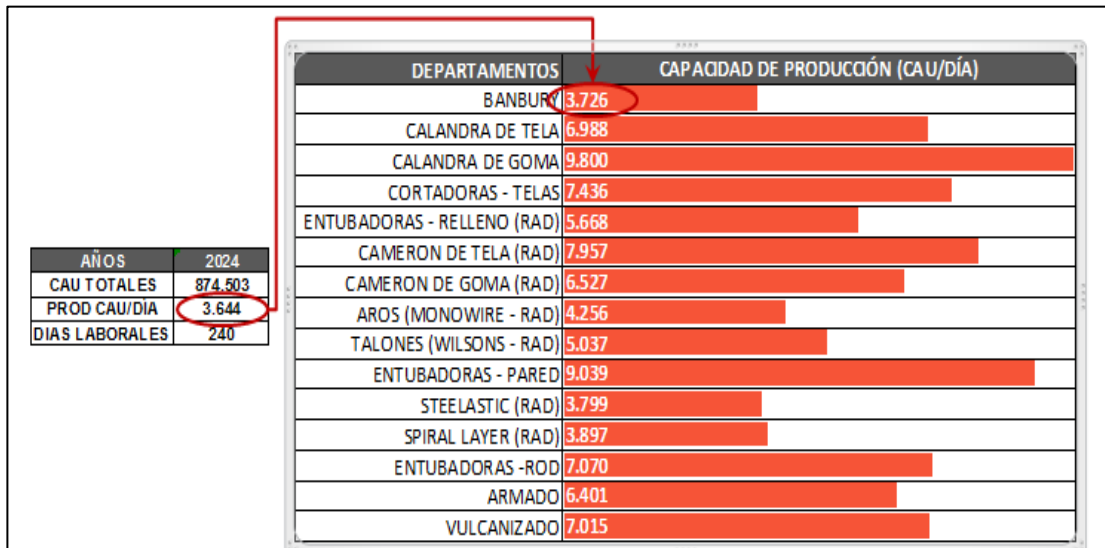 DEPARTAMENTOS CAPACIDAD DE PRODUCCIÓN (CAU/DÍA)
BANBURY 3.726
CALANDRA DE TELA 6.988
CALANDRA DE GOMA 9.800
CORTADORAS - TELAS 7.436
ENTUBADORAS - RELLENO (RAD) 5.668
CAMERON DE TELA (RAD) 7.957
CAMERON DE GOMA (RAD) 6.527
AROS (MONOWIRE - RAD) 4.256
TALONES (WILSONS - RAD) 5.037
ENTUBADORAS - PARED 9.039
STEELASTIC (RAD) 3.799
SPIRAL LAYER (RAD) 3.897
ENTUBADORAS -ROD 7.070
ARMADO 6.401
VULCANIZADO 7.015
AÑOS 2024
CAU TOTALES 874.503
PROD CAU/DÍA 3.644
DIAS LABORALES 240